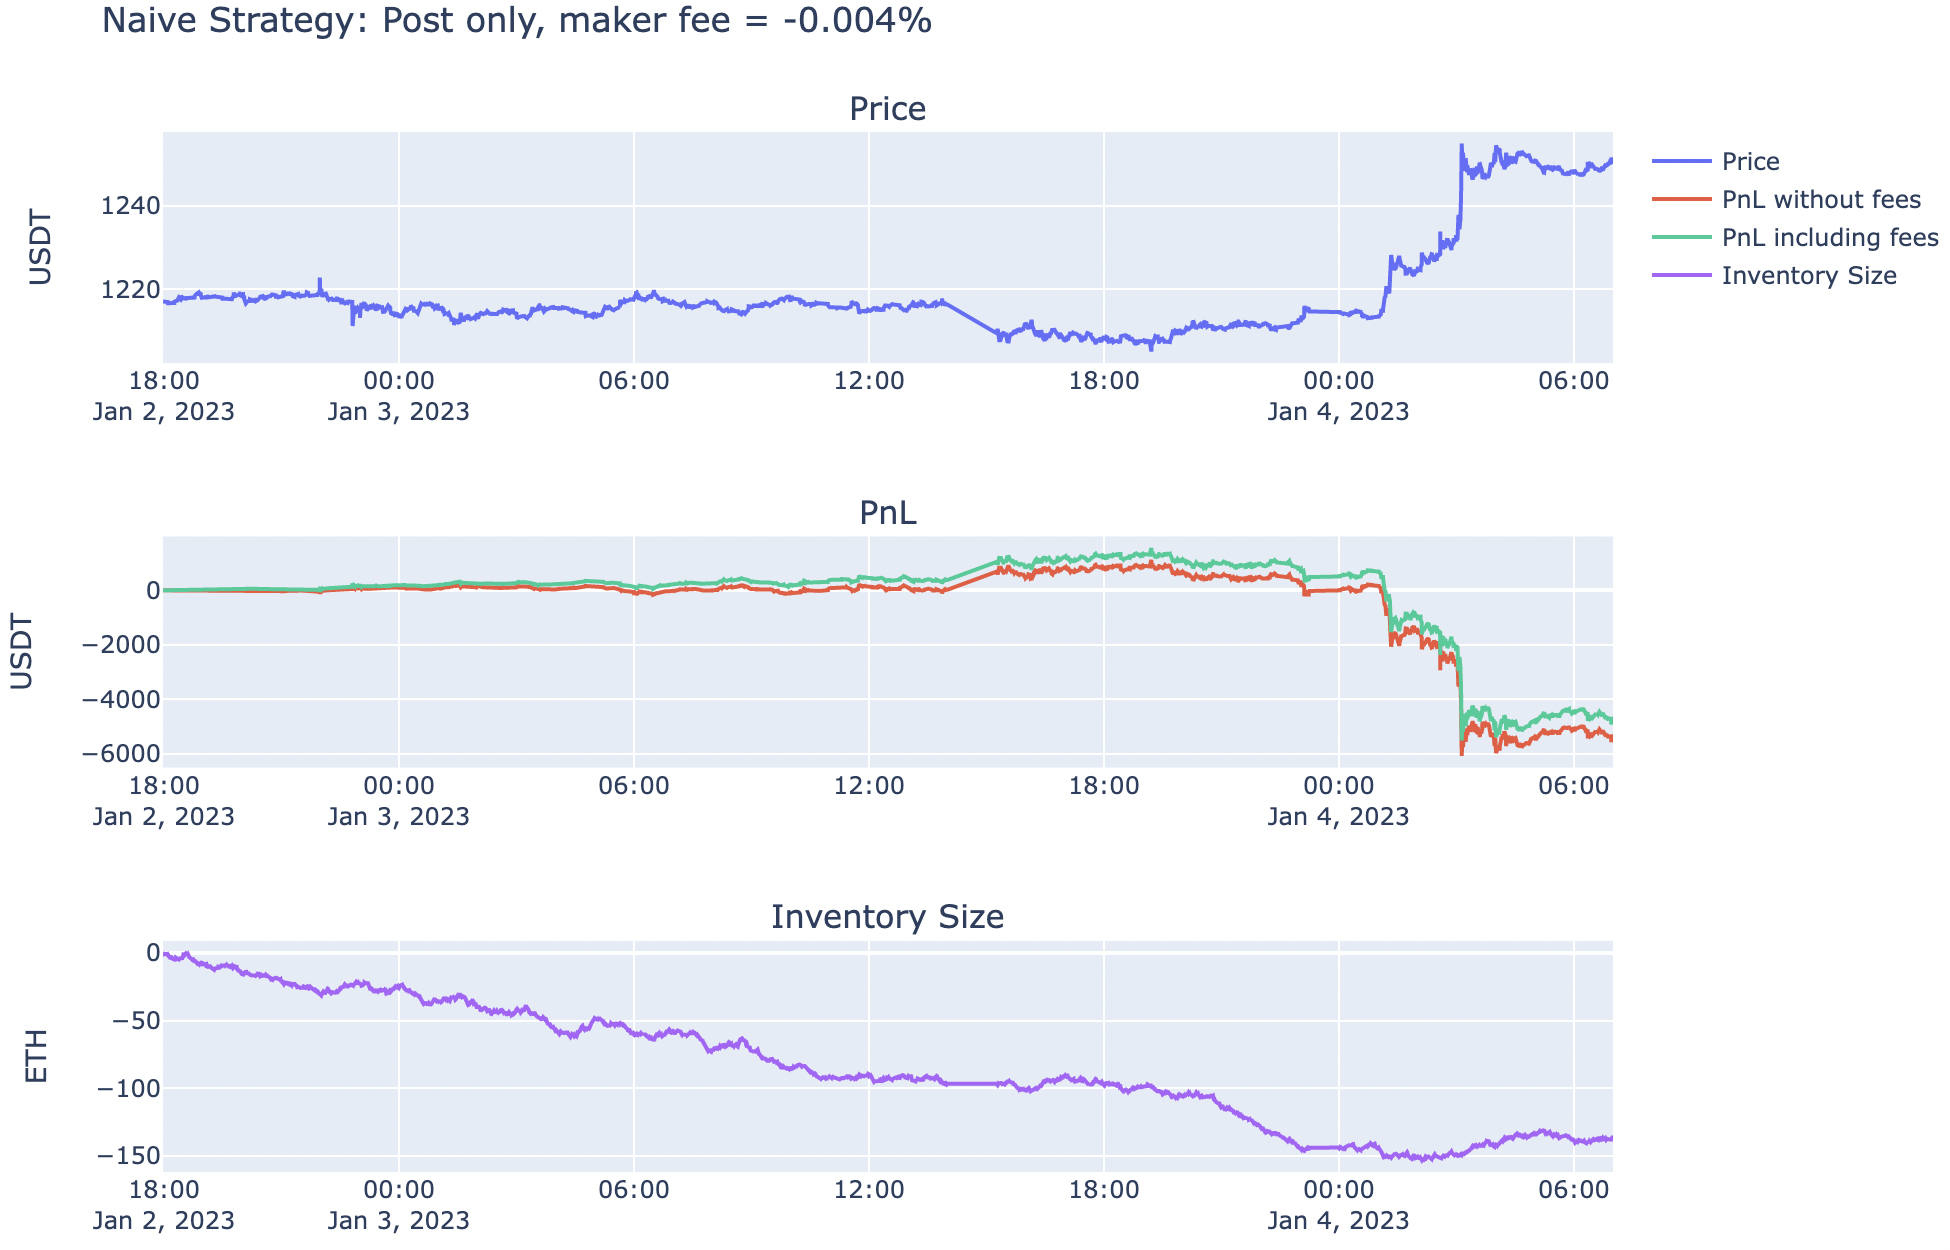 Naive Strategy: Post only, maker fee = -0.004%
Price
USDT
1240
1220
18:00 00:00 06:00 12:00 18:00 00:00 06:00
Jan 2, 2023 Jan 3, 2023 Jan 4, 2023
Price
PnL without fees
PnL including fees
Inventory Size
PnL
USDT
0
−2000
−4000
−6000
18:00 00:00 06:00 12:00 18:00 00:00 06:00
Jan 2, 2023 Jan 3, 2023 Jan 4, 2023
Inventory Size
ETH
0
−50
−100
−150
18:00 00:00 06:00 12:00 18:00 00:00 06:00
Jan 2, 2023 Jan 3, 2023 Jan 4, 2023